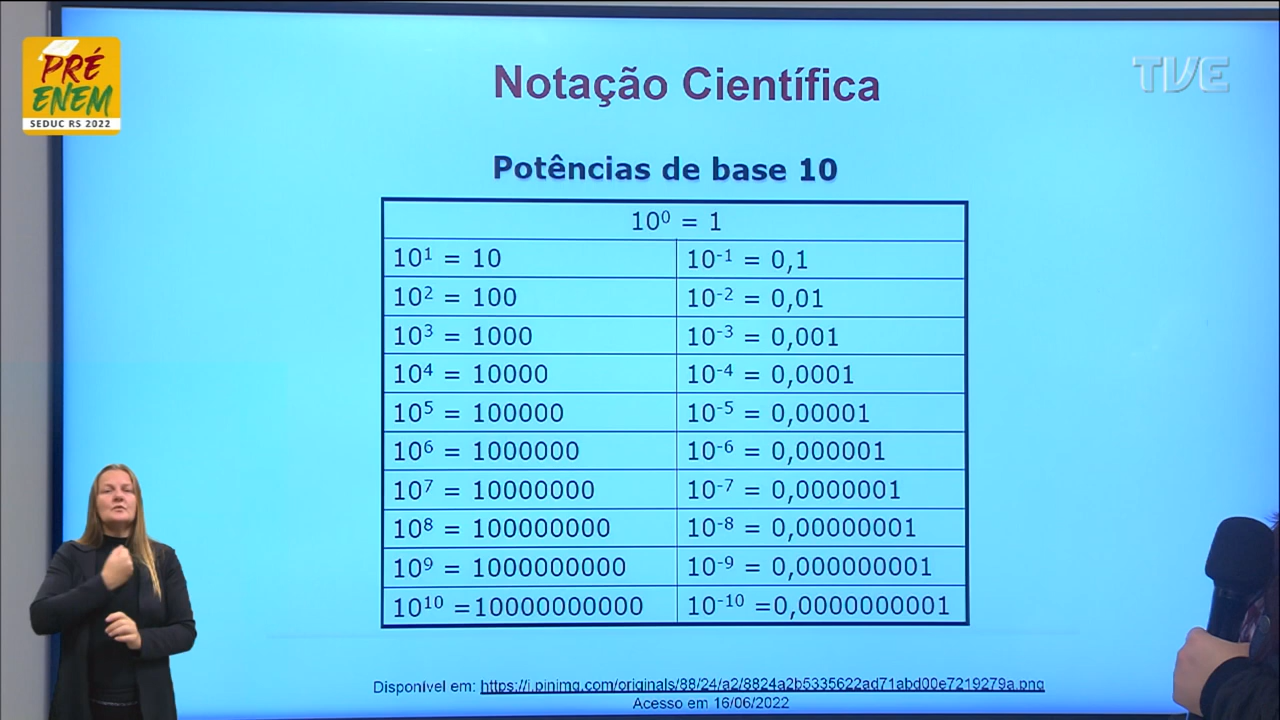 PRÉ
ENEM
SEDUC RS 2022
TVE
Notação Científica
Potências de base 10
10⁰ = 1
10¹ = 10
10⁻¹ = 0,1
10² = 100
10⁻² = 0,01
10³ = 1000
10⁻³ = 0,001
10⁴ = 10000
10⁻⁴ = 0,0001
10⁵ = 100000
10⁻⁵ = 0,00001
10⁶ = 1000000
10⁻⁶ = 0,000001
10⁷ = 10000000
10⁻⁷ = 0,0000001
10⁸ = 100000000
10⁻⁸ = 0,00000001
10⁹ = 1000000000
10⁻⁹ = 0,000000001
10¹⁰ =10000000000
10⁻¹⁰ =0,0000000001
Disponível em: https://i.pinimg.com/originals/88/24/a2/8824a2b5335622ad71abd00e7219279a.png
Acesso em 16/06/2022